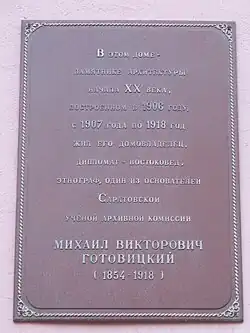 В этом доме -
памятнике архитектуры
начала XX века,
построенном в 1906 году,
с 1907 года по 1918 год
жил его домовладелец,
дипломат - востоковед,
этнограф, один из основателей
Саратовской
учёной архивной комиссии
МИХАИЛ ВИКТОРОВИЧ
ГОТОВИЦКИЙ
( 1854-1918 )